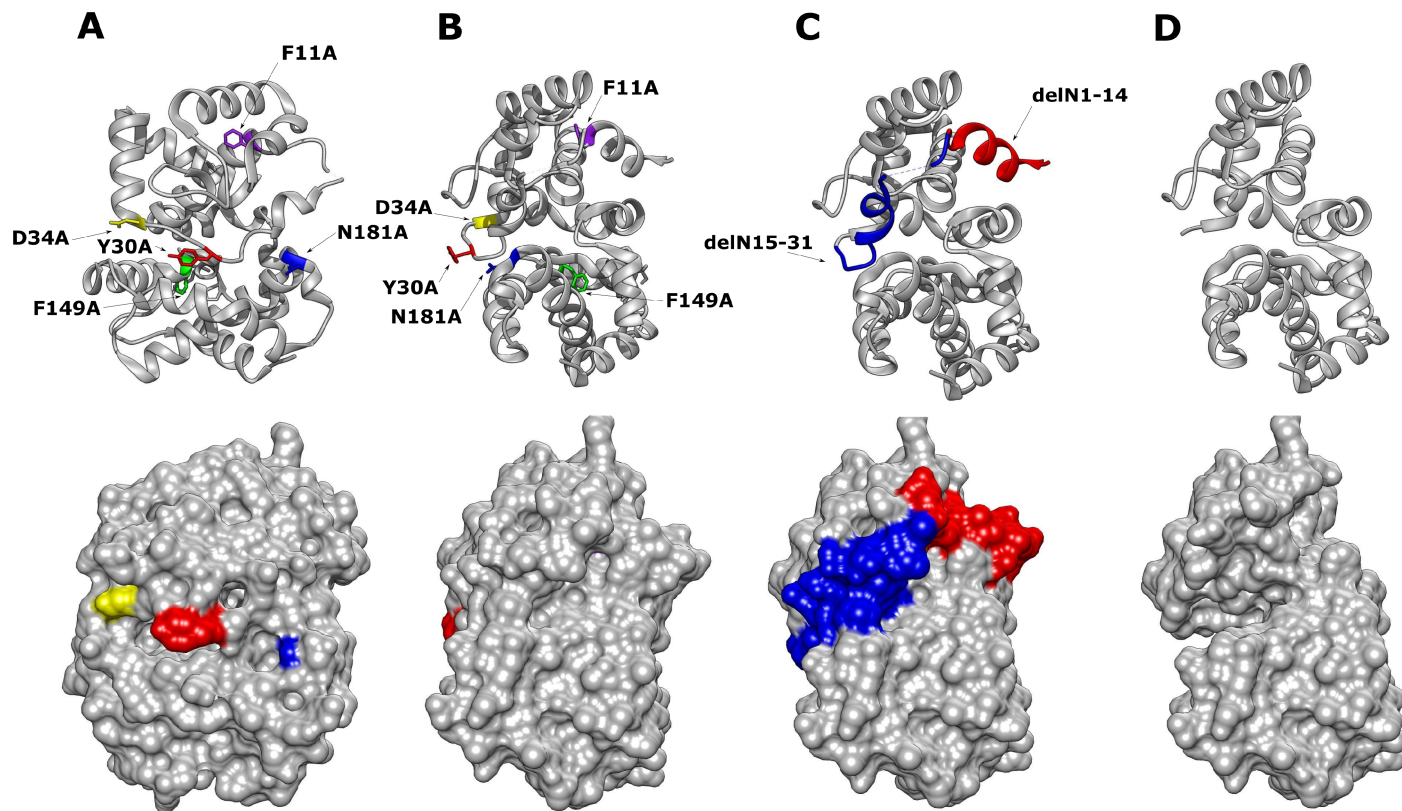 A
B
C
D
F11A
D34A
Y30A
N181A
F149A
F11A
D34A
Y30A
N181A
F149A
delN1-14
delN15-31